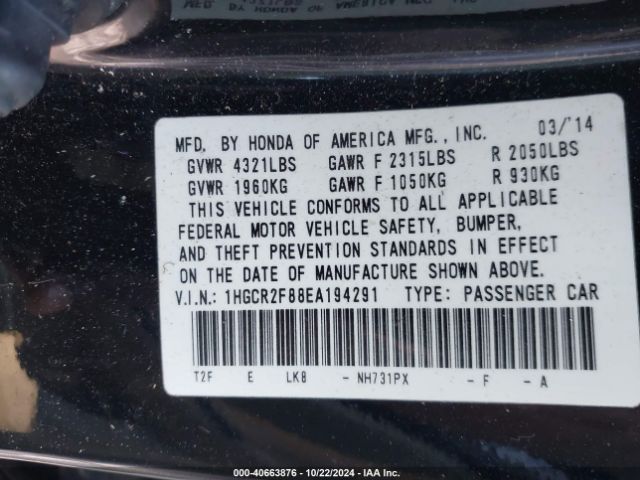 MFD. BY HONDA OF AMERICA MFG., INC. 03/'14
GVWR 4321LBS GAWR F 2315LBS R 2050LBS
GVWR 1960KG GAWR F 1050KG R 930KG
THIS VEHICLE CONFORMS TO ALL APPLICABLE
FEDERAL MOTOR VEHICLE SAFETY, BUMPER,
AND THEFT PREVENTION STANDARDS IN EFFECT
ON THE DATE OF MANUFACTURE SHOWN ABOVE.
V.I.N.: 1HGCR2F88EA194291 TYPE: PASSENGER CAR
T2F E LK8 - NH731PX - F - A
000-40663876 - 10/22/2024 - IAA Inc.